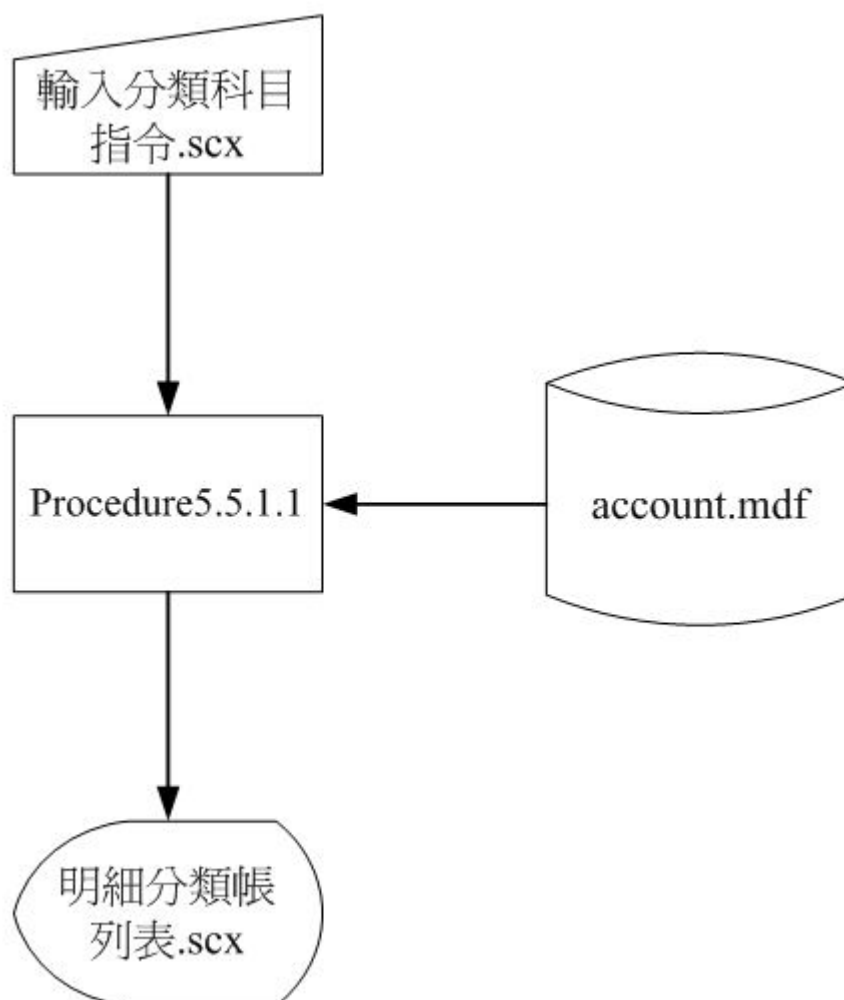 輸入分類科目
指令.scx
Procedure5.5.1.1
account.mdf
明細分類帳
列表.scx